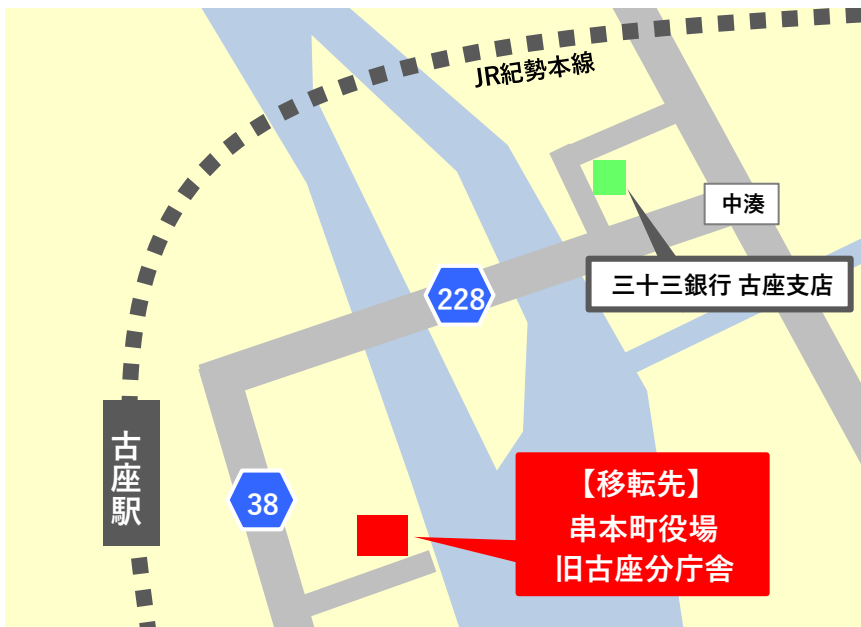 JR紀勢本線
中湊
三十三銀行 古座支店
228
古座駅
38
【移転先】
串本町役場
旧古座分庁舎